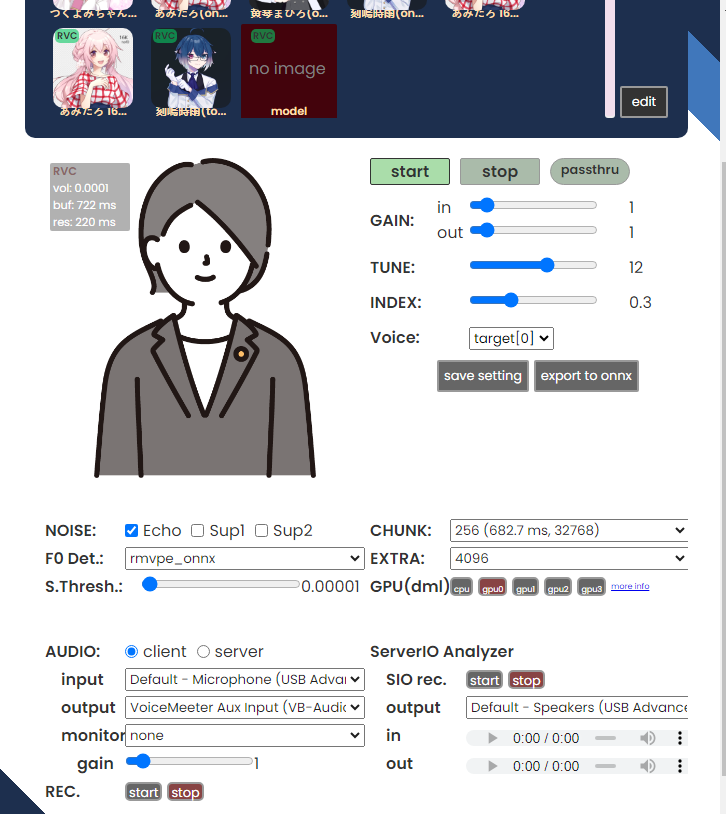 つくよみちゃん...
あみたろ(on...
黄琴まひろ(o...
刻鳴時雨(on...
あみたろ(on...
RVC
16K
RVC
RVC
no image
あみたろ 16...
刻鳴時雨(to...
model
edit
RVC
vol: 0.0001
buf: 722 ms
res: 220 ms
start stop passthru
GAIN: in 1
out 1
TUNE: 12
INDEX: 0.3
Voice: target[0]
save setting export to onnx
NOISE: Echo Sup1 Sup2
CHUNK: 256 (682.7 ms, 32768)
F0 Det.: rmvpe_onnx
EXTRA: 4096
S.Thresh.: 0.00001
GPU(dml) cpu gpu0 gpu1 gpu2 gpu3 more info
AUDIO: client server
input Default - Microphone (USB Advan
output VoiceMeeter Aux Input (VB-Audio
monitor none
gain 1
REC. start stop
ServerIO Analyzer
SIO rec. start stop
output Default - Speakers (USB Advance
in 0:00 / 0:00
out 0:00 / 0:00